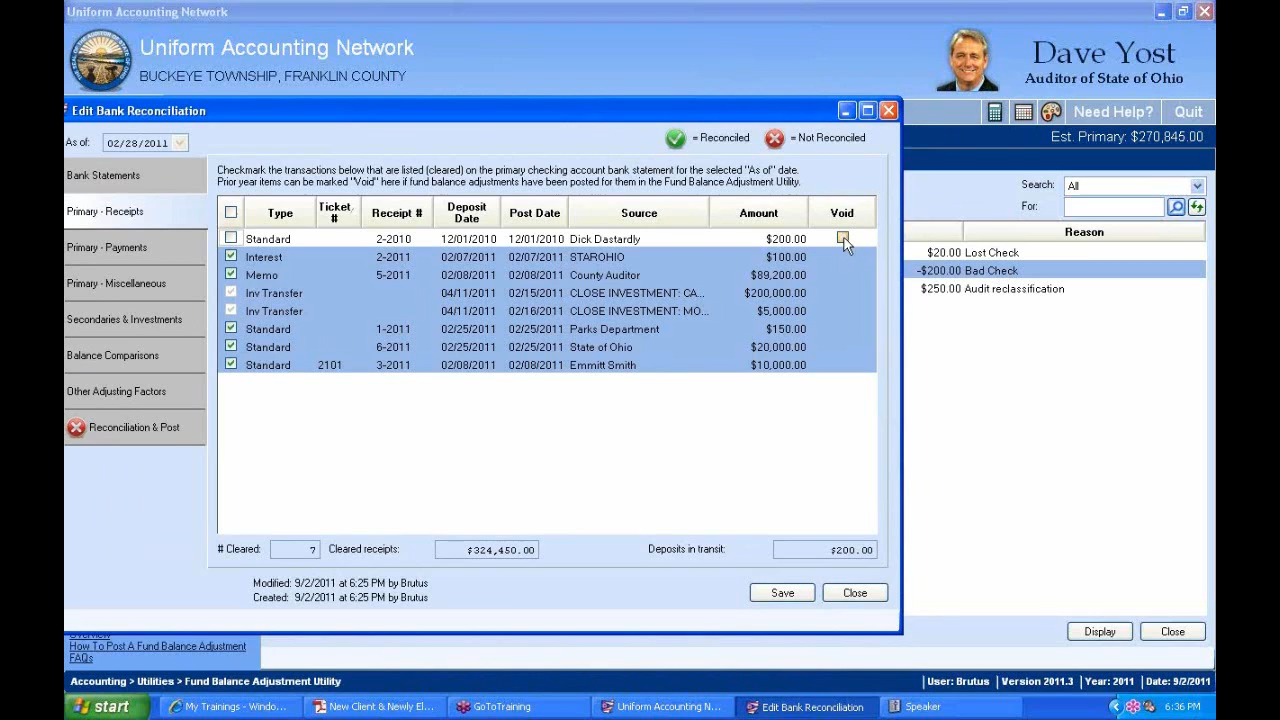 Uniform Accounting Network
Uniform Accounting Network
BUCKEYE TOWNSHIP, FRANKLIN COUNTY
Dave Yost
Auditor of State of Ohio
Need Help? Quit
Est. Primary: $270,845.00
Edit Bank Reconciliation
As of: 02/28/2011
= Reconciled = Not Reconciled
Bank Statements
Primary - Receipts
Primary - Payments
Primary - Miscellaneous
Secondaries & Investments
Balance Comparisons
Other Adjusting Factors
Reconciliation & Post
Checkmark the transactions below that are listed (cleared) on the primary checking account bank statement for the selected "As of" date.
Prior year items can be marked "Void" here if fund balance adjustments have been posted for them in the Fund Balance Adjustment Utility.
Type Ticket # Receipt # Deposit Date Post Date Source Amount Void
Standard 2-2010 12/01/2010 12/01/2010 Dick Dastardly $200.00
Interest 2-2011 02/07/2011 02/07/2011 STAROHIO $100.00
Memo 5-2011 02/08/2011 02/08/2011 County Auditor $89,200.00
Inv Transfer 04/11/2011 02/15/2011 CLOSE INVESTMENT: CA... $200,000.00
Inv Transfer 04/11/2011 02/16/2011 CLOSE INVESTMENT: MO... $5,000.00
Standard 1-2011 02/25/2011 02/25/2011 Parks Department $150.00
Standard 6-2011 02/25/2011 02/25/2011 State of Ohio $20,000.00
Standard 2101 3-2011 02/08/2011 02/08/2011 Emmitt Smith $10,000.00
# Cleared: 7 Cleared receipts: $324,450.00 Deposits in transit: $200.00
Modified: 9/2/2011 at 6:25 PM by Brutus
Created: 9/2/2011 at 6:25 PM by Brutus
Save Close
Search: All
For:
Reason
$20.00 Lost Check
-$200.00 Bad Check
$250.00 Audit reclassification
Display Close
Overview
How To Post A Fund Balance Adjustment
FAQs
Accounting > Utilities > Fund Balance Adjustment Utility
User: Brutus Version 2011.3 Year: 2011 Date: 9/2/2011
start My Trainings - Windo... New Client & Newly El... GoToTraining Uniform Accounting N... Edit Bank Reconciliation Speaker 6:36 PM